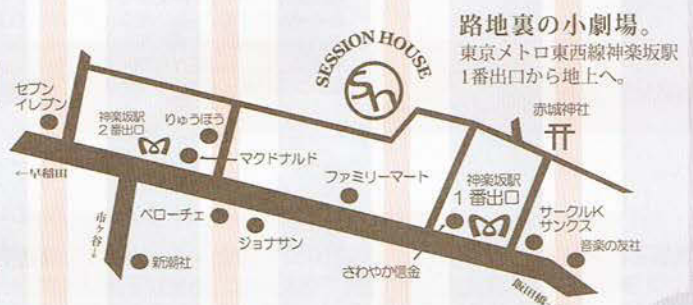 路地裏の小劇場。
東京メトロ東西線神楽坂駅
1番出口から地上へ。
SESSION HOUSE
sh
セブン
イレブン
神楽坂駅
2番出口
りゅうほう
マクドナルド
赤城神社
←早稲田
市ヶ谷↓
ベローチェ
ジョナサン
新潮社
ファミリーマート
神楽坂駅
1番出口
さわやか信金
サークルK
サンクス
音楽の友社
飯田橋→